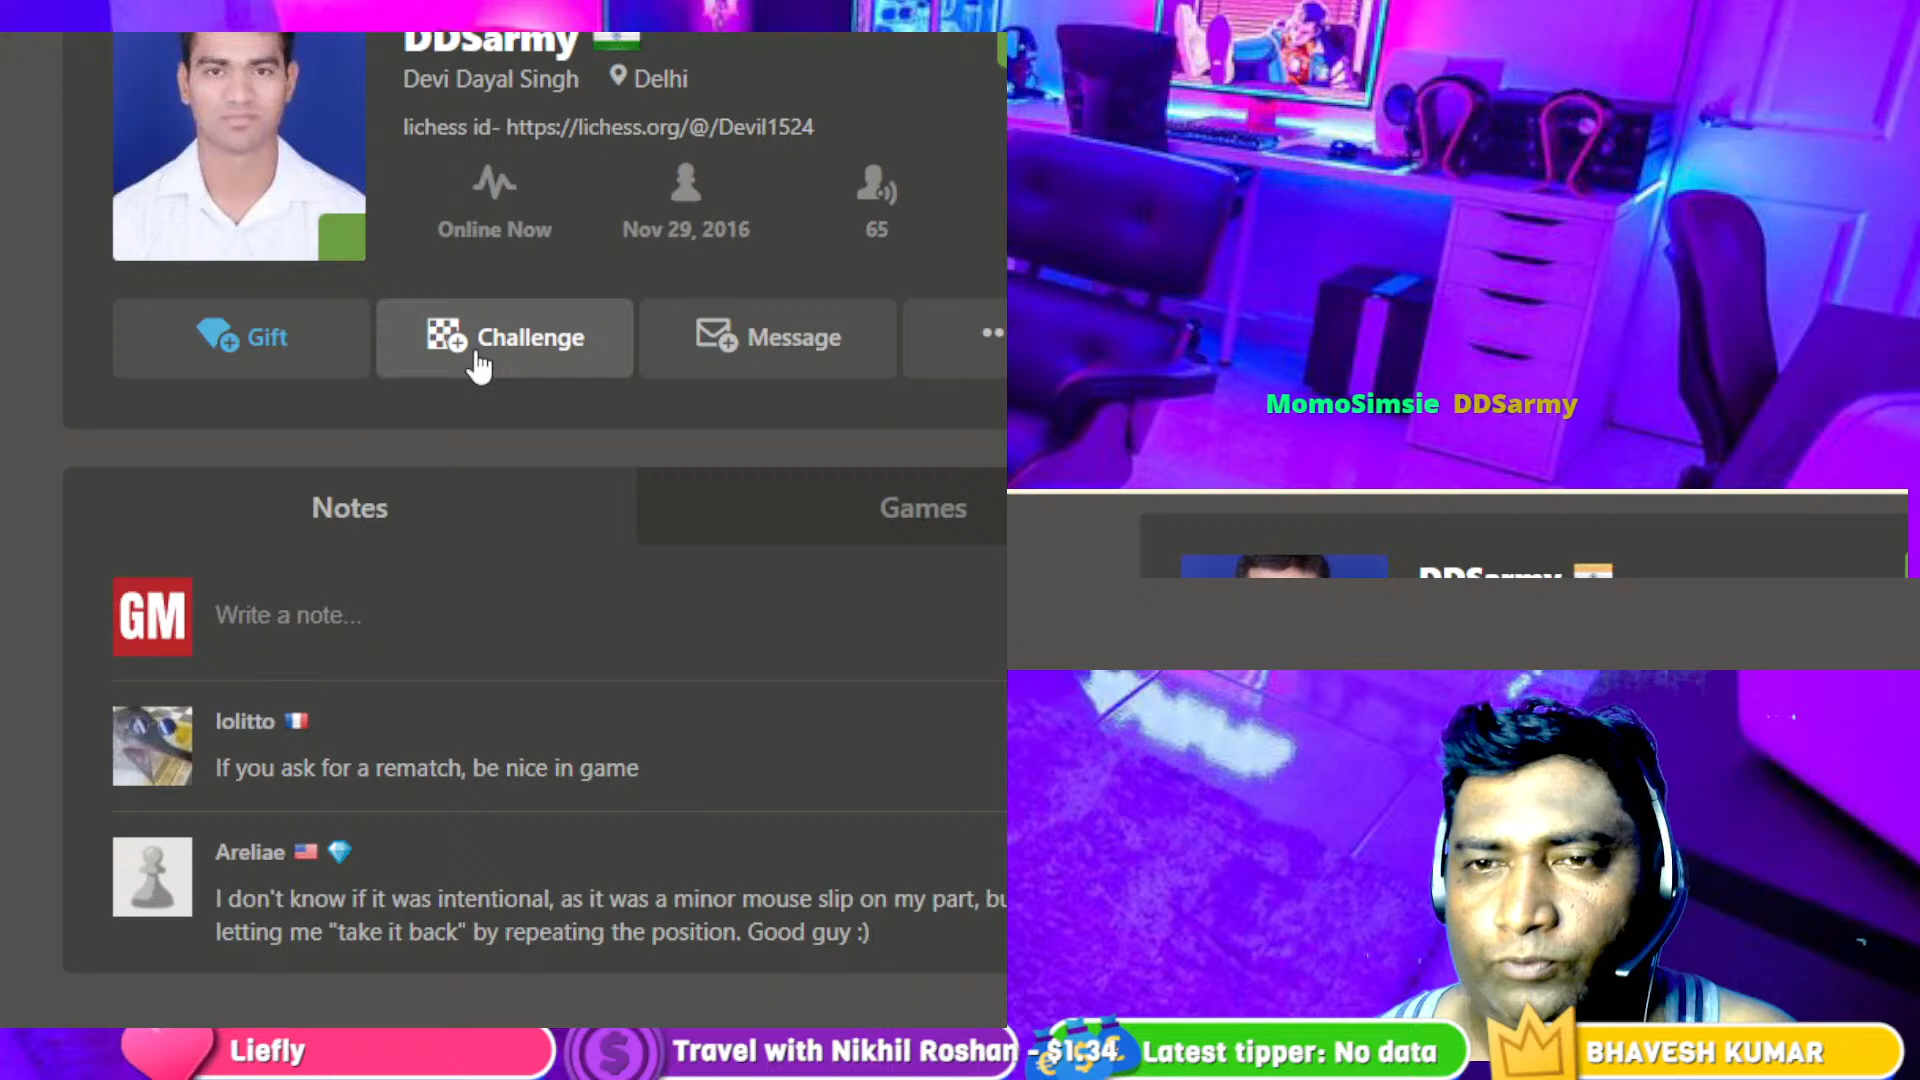 DDSarmy
Devi Dayal Singh Delhi
lichess id- https://lichess.org/@/Devil1524
Online Now Nov 29, 2016 65
Gift Challenge Message
Notes Games
GM Write a note...
lolitto
If you ask for a rematch, be nice in game
Areliae
I don't know if it was intentional, as it was a minor mouse slip on my part, bu
letting me "take it back" by repeating the position. Good guy :)
MomoSimsie DDSarmy
DDSarmy
Liefly Travel with Nikhil Roshan - $1.34 Latest tipper: No data BHAVESH KUMAR